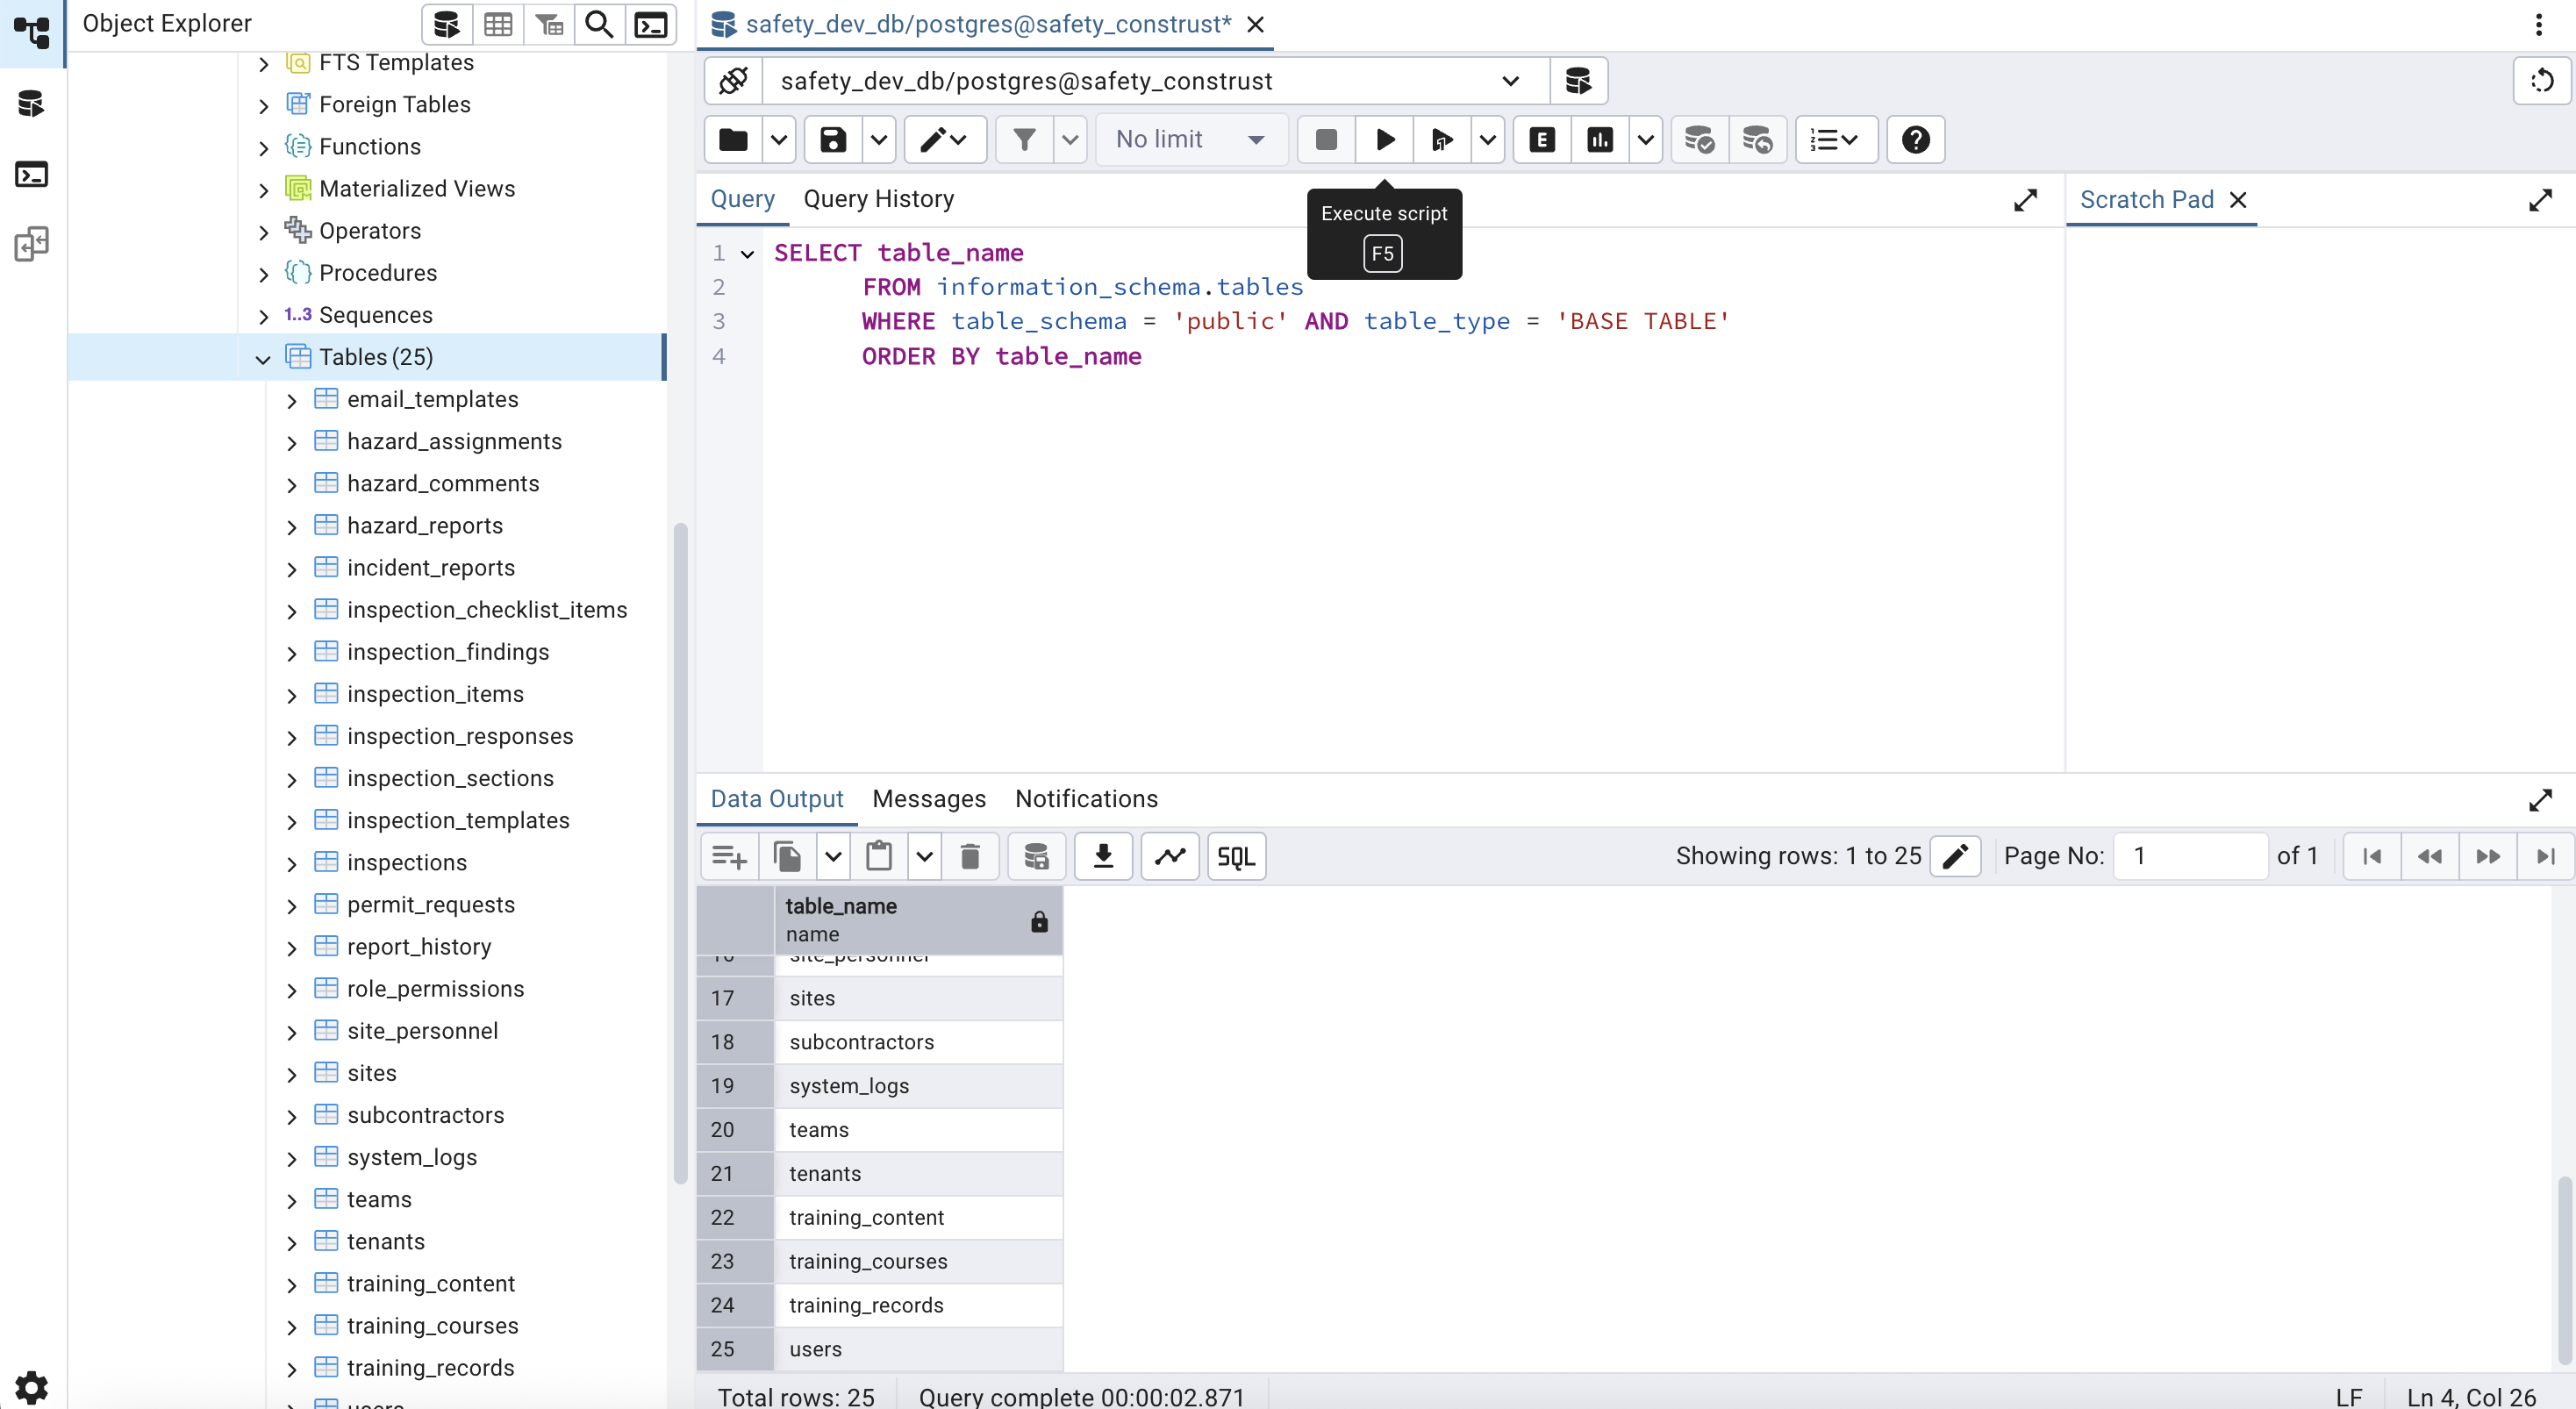 Object Explorer
FTS Templates
Foreign Tables
Functions
Materialized Views
Operators
Procedures
1..3 Sequences
Tables (25)
email_templates
hazard_assignments
hazard_comments
hazard_reports
incident_reports
inspection_checklist_items
inspection_findings
inspection_items
inspection_responses
inspection_sections
inspection_templates
inspections
permit_requests
report_history
role_permissions
site_personnel
sites
subcontractors
system_logs
teams
tenants
training_content
training_courses
training_records
users
safety_dev_db/postgres@safety_construst*
safety_dev_db/postgres@safety_construst
No limit
E
Query Query History
Execute script
F5
Scratch Pad
1 SELECT table_name
2 FROM information_schema.tables
3 WHERE table_schema = 'public' AND table_type = 'BASE TABLE'
4 ORDER BY table_name
Data Output Messages Notifications
SQL
Showing rows: 1 to 25
Page No: 1 of 1
table_name
name
16 site_personnel
17 sites
18 subcontractors
19 system_logs
20 teams
21 tenants
22 training_content
23 training_courses
24 training_records
25 users
Total rows: 25
Query complete 00:00:02.871
LF
Ln 4, Col 26